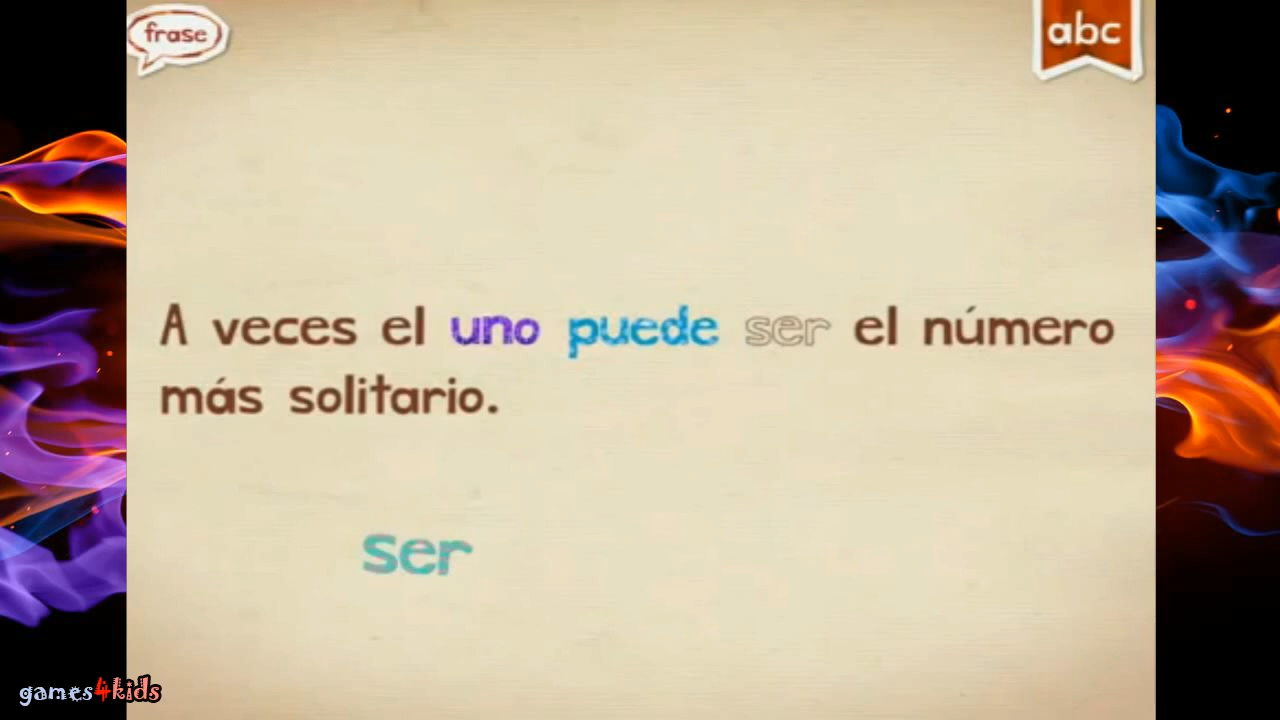 frase
abc
A veces el uno puede ser el número
más solitario.
ser
games4kids